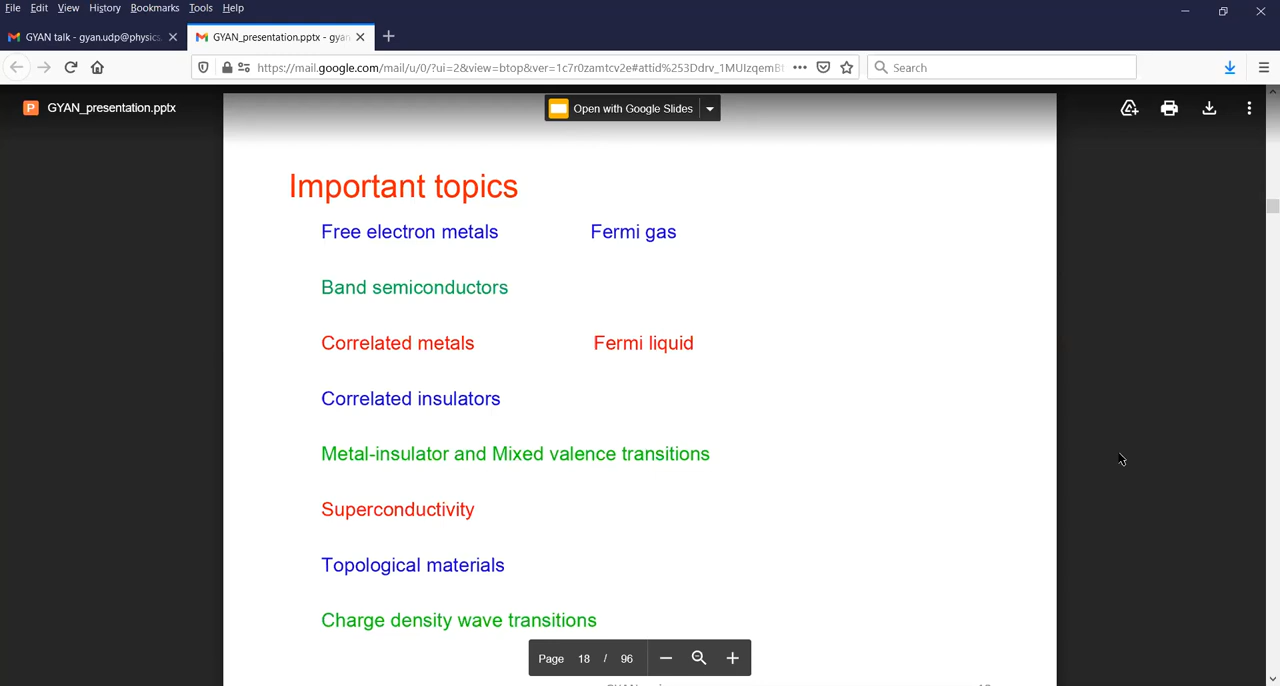 File Edit View History Bookmarks Tools Help
GYAN talk - gyan.udp@physics. GYAN_presentation.pptx - gyan
https://mail.google.com/mail/u/0/?ui=2&view=btop&ver=1c7r0zamtcv2e#attid%253Ddrv_1MUIzqemBt Search
GYAN_presentation.pptx Open with Google Slides
Important topics
Free electron metals Fermi gas
Band semiconductors
Correlated metals Fermi liquid
Correlated insulators
Metal-insulator and Mixed valence transitions
Superconductivity
Topological materials
Charge density wave transitions
Page 18 / 96